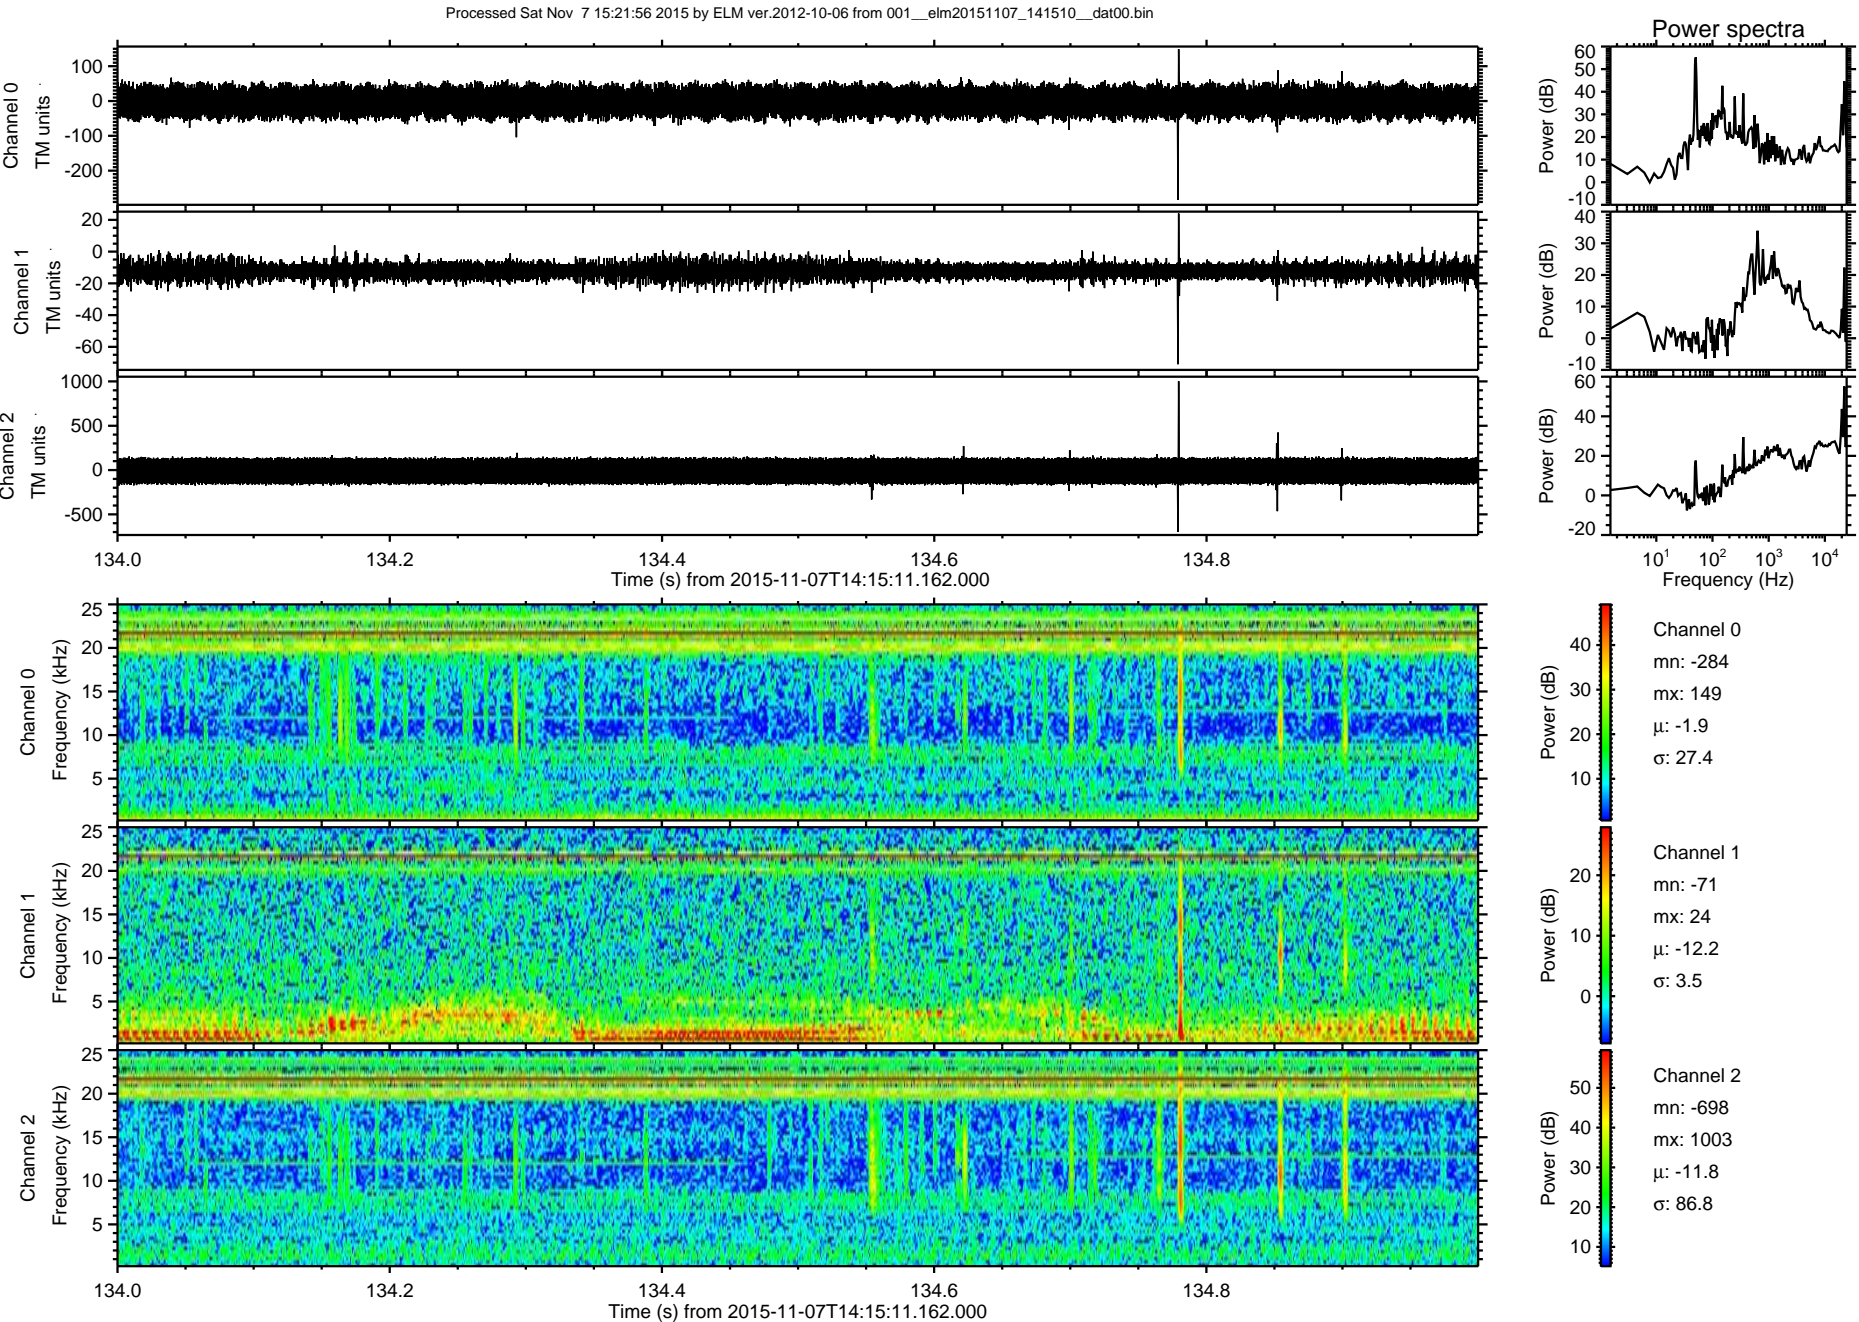 Processed Sat Nov 7 15:21:56 2015 by ELM ver.2012-10-06 from 001__elm20151107_141510__dat00.bin
Power spectra
Channel 0
TM units
100
0
-100
-200
Power (dB)
60
50
40
30
20
10
0
-10
Channel 1
TM units
20
0
-20
-40
-60
Power (dB)
40
30
20
10
0
-10
Channel 2
TM units
1000
500
0
-500
Power (dB)
60
40
20
0
-20
134.0 134.2 134.4 134.6 134.8
Time (s) from 2015-11-07T14:15:11.162.000
10¹ 10² 10³ 10⁴
Frequency (Hz)
Channel 0
Frequency (kHz)
25
20
15
10
5
Power (dB)
40
30
20
10
Channel 0
mn: -284
mx: 149
μ: -1.9
σ: 27.4
Channel 1
Frequency (kHz)
25
20
15
10
5
Power (dB)
20
10
0
Channel 1
mn: -71
mx: 24
μ: -12.2
σ: 3.5
Channel 2
Frequency (kHz)
25
20
15
10
5
Power (dB)
50
40
30
20
10
Channel 2
mn: -698
mx: 1003
μ: -11.8
σ: 86.8
134.0 134.2 134.4 134.6 134.8
Time (s) from 2015-11-07T14:15:11.162.000